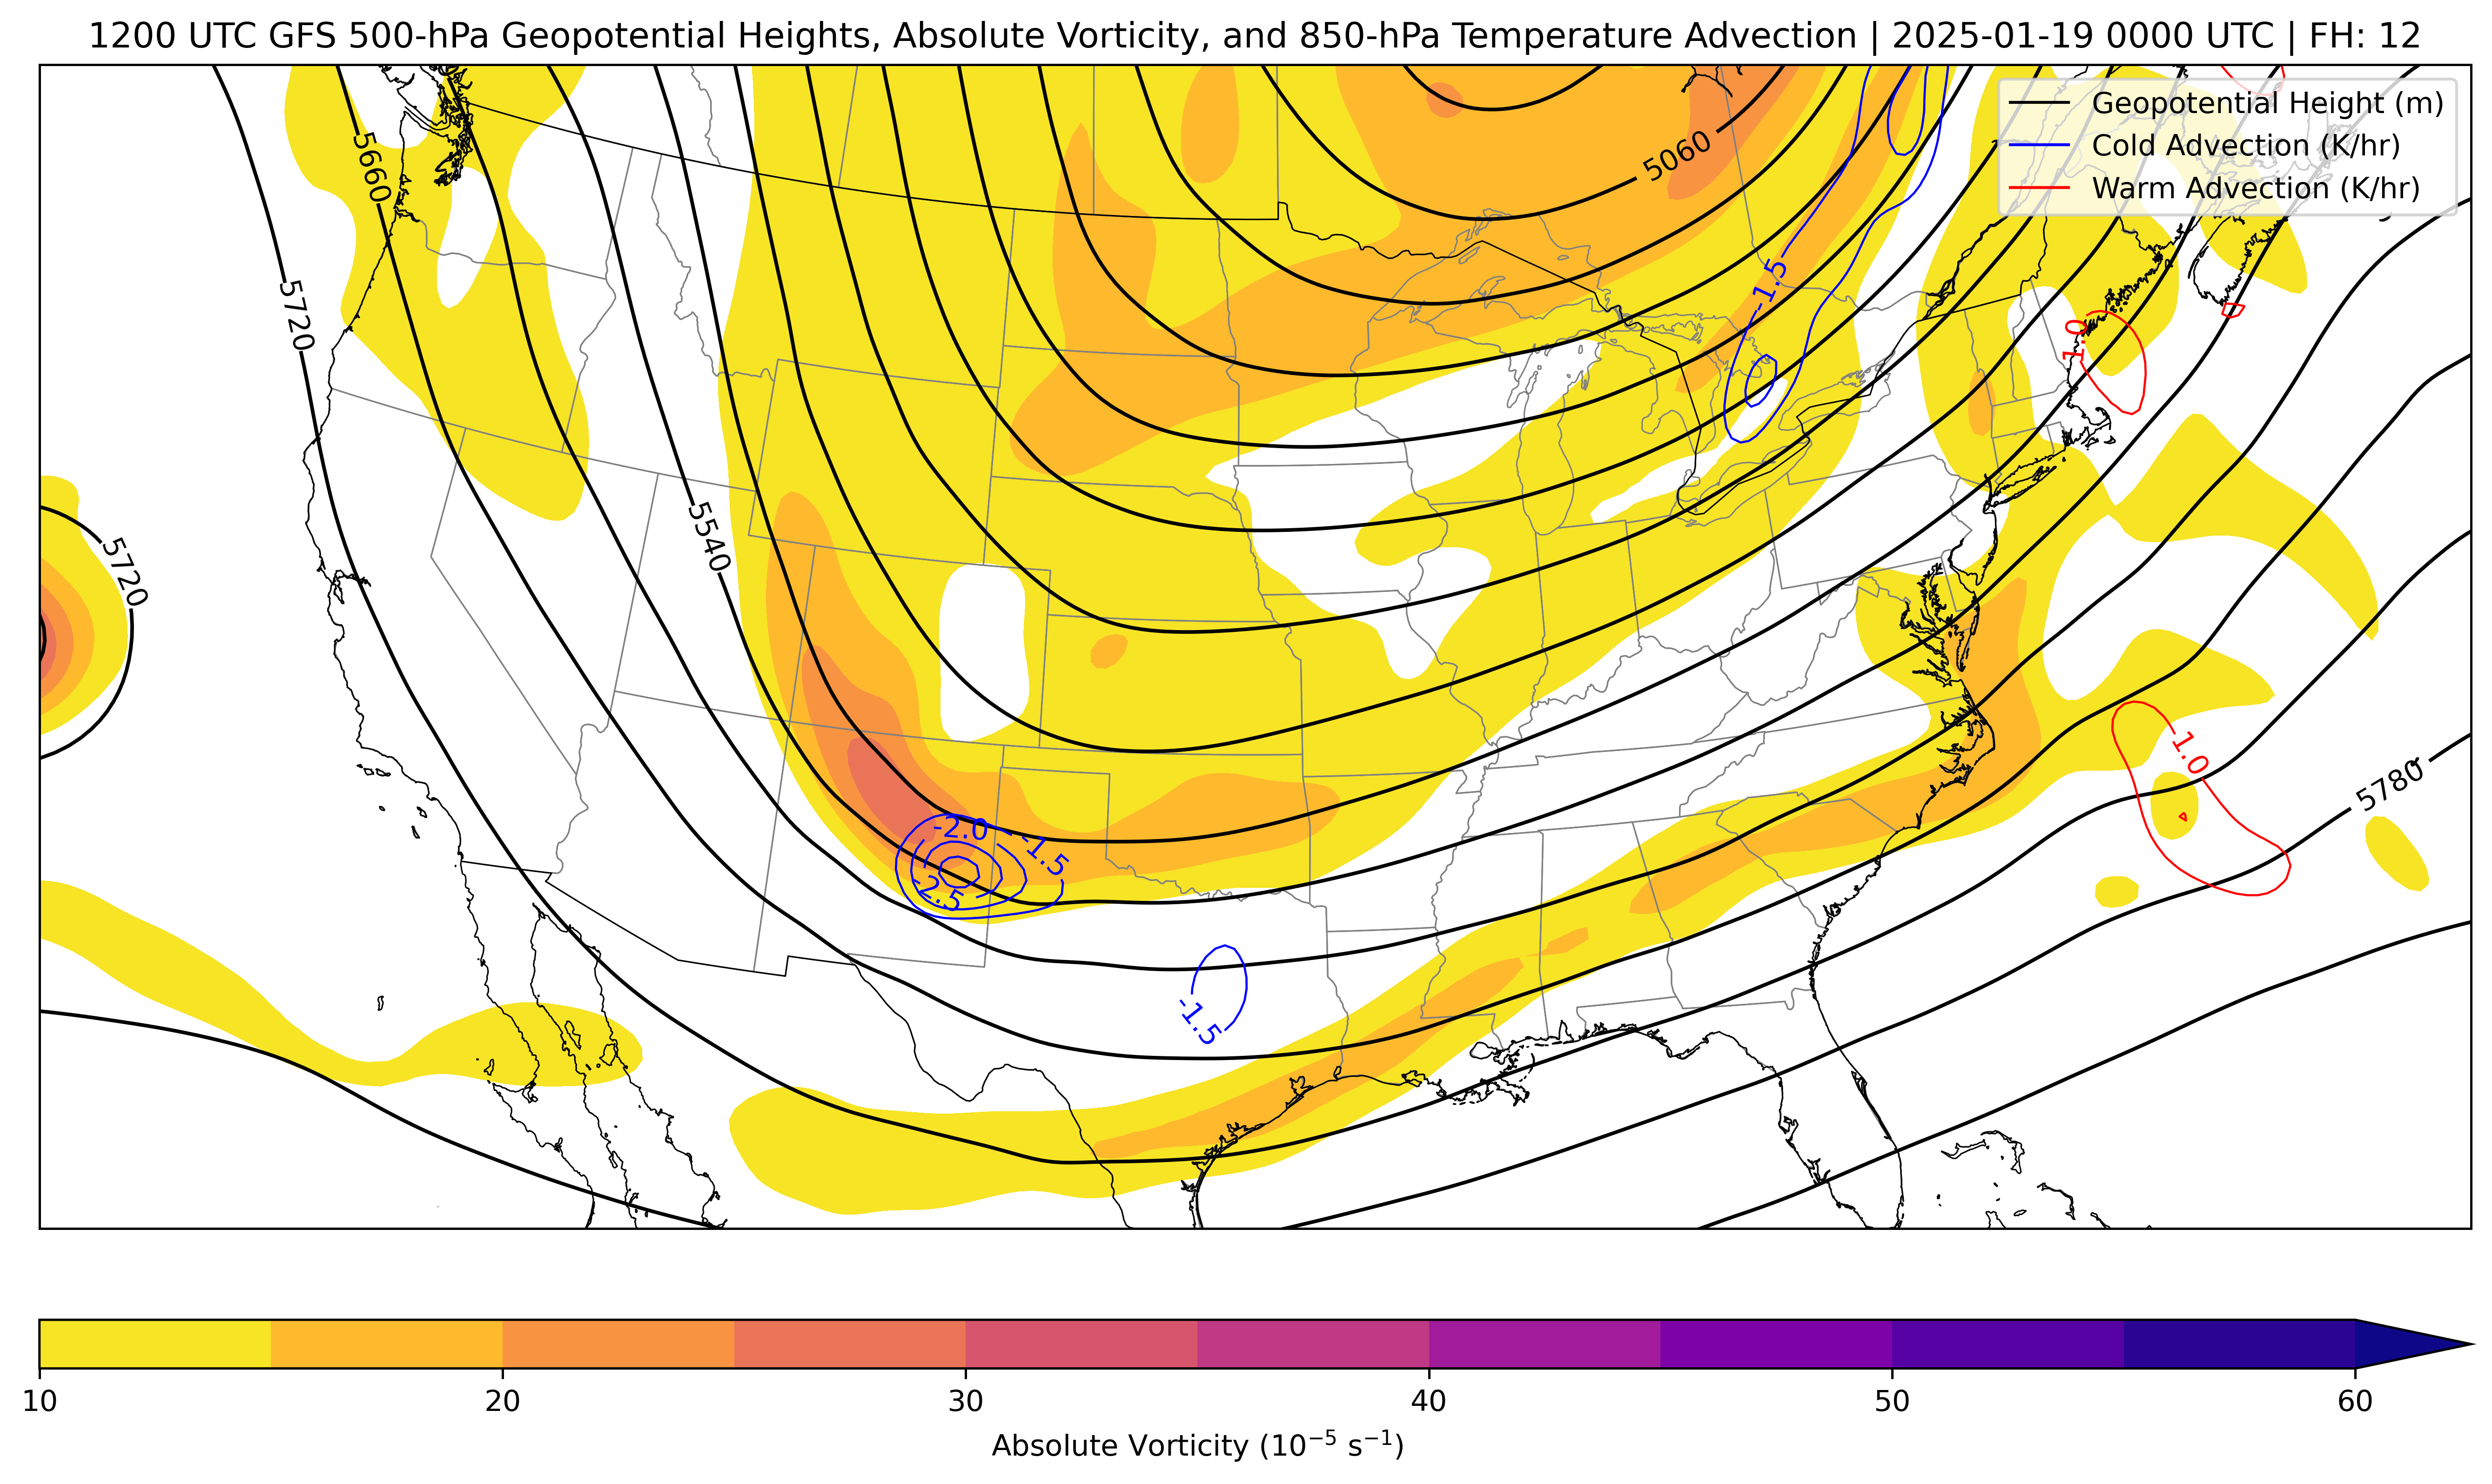 1200 UTC GFS 500-hPa Geopotential Heights, Absolute Vorticity, and 850-hPa Temperature Advection | 2025-01-19 0000 UTC | FH: 12
Geopotential Height (m)
Cold Advection (K/hr)
Warm Advection (K/hr)
5060
5660
-1.5
5720
1.0
5540
5720
1.0
5780
-2.0
-1.5
-2.5
-1.5
10 20 30 40 50 60
Absolute Vorticity (10⁻⁵ s⁻¹)